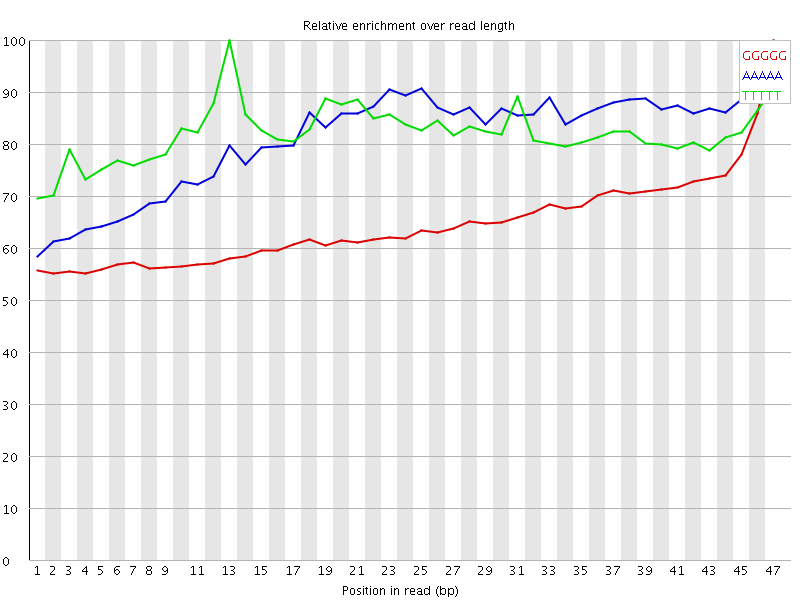 Relative enrichment over read length
100
90
80
70
60
50
40
30
20
10
0
GGGGG
AAAAA
TTTTT
1 2 3 4 5 6 7 8 9 11 13 15 17 19 21 23 25 27 29 31 33 35 37 39 41 43 45 47
Position in read (bp)